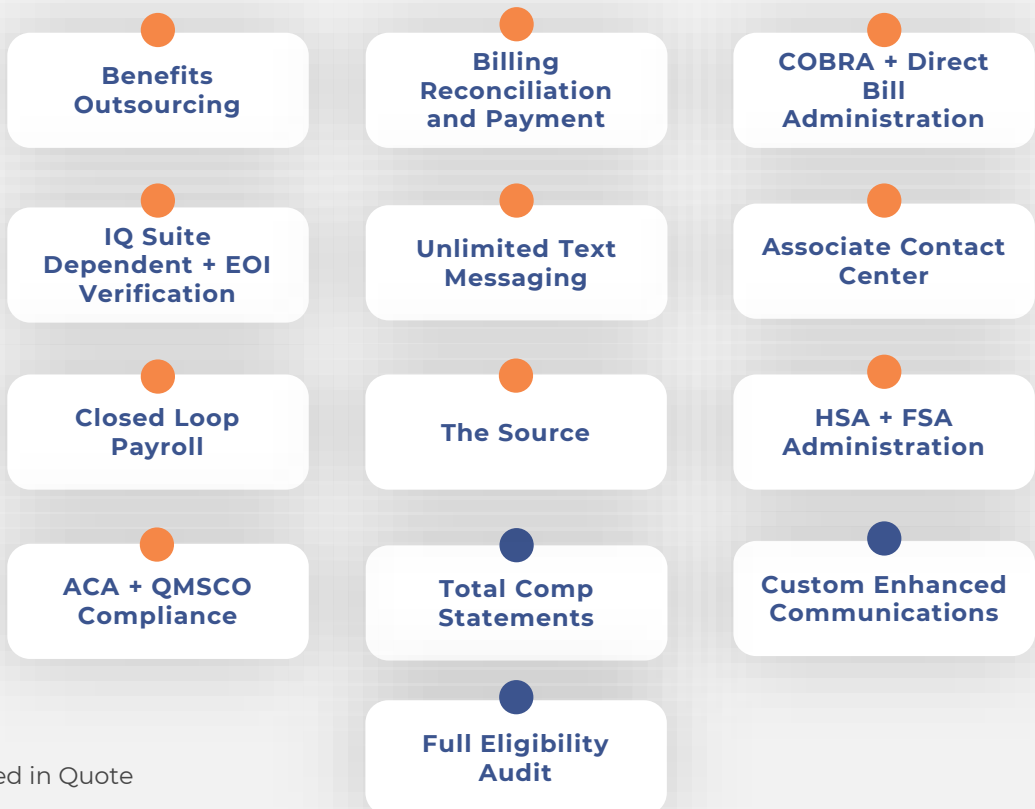 Benefits
Outsourcing
Billing
Reconciliation
and Payment
COBRA + Direct
Bill
Administration
IQ Suite
Dependent + EOI
Verification
Unlimited Text
Messaging
Associate Contact
Center
Closed Loop
Payroll
The Source
HSA + FSA
Administration
ACA + QMSCO
Compliance
Total Comp
Statements
Custom Enhanced
Communications
Full Eligibility
Audit
in Quote